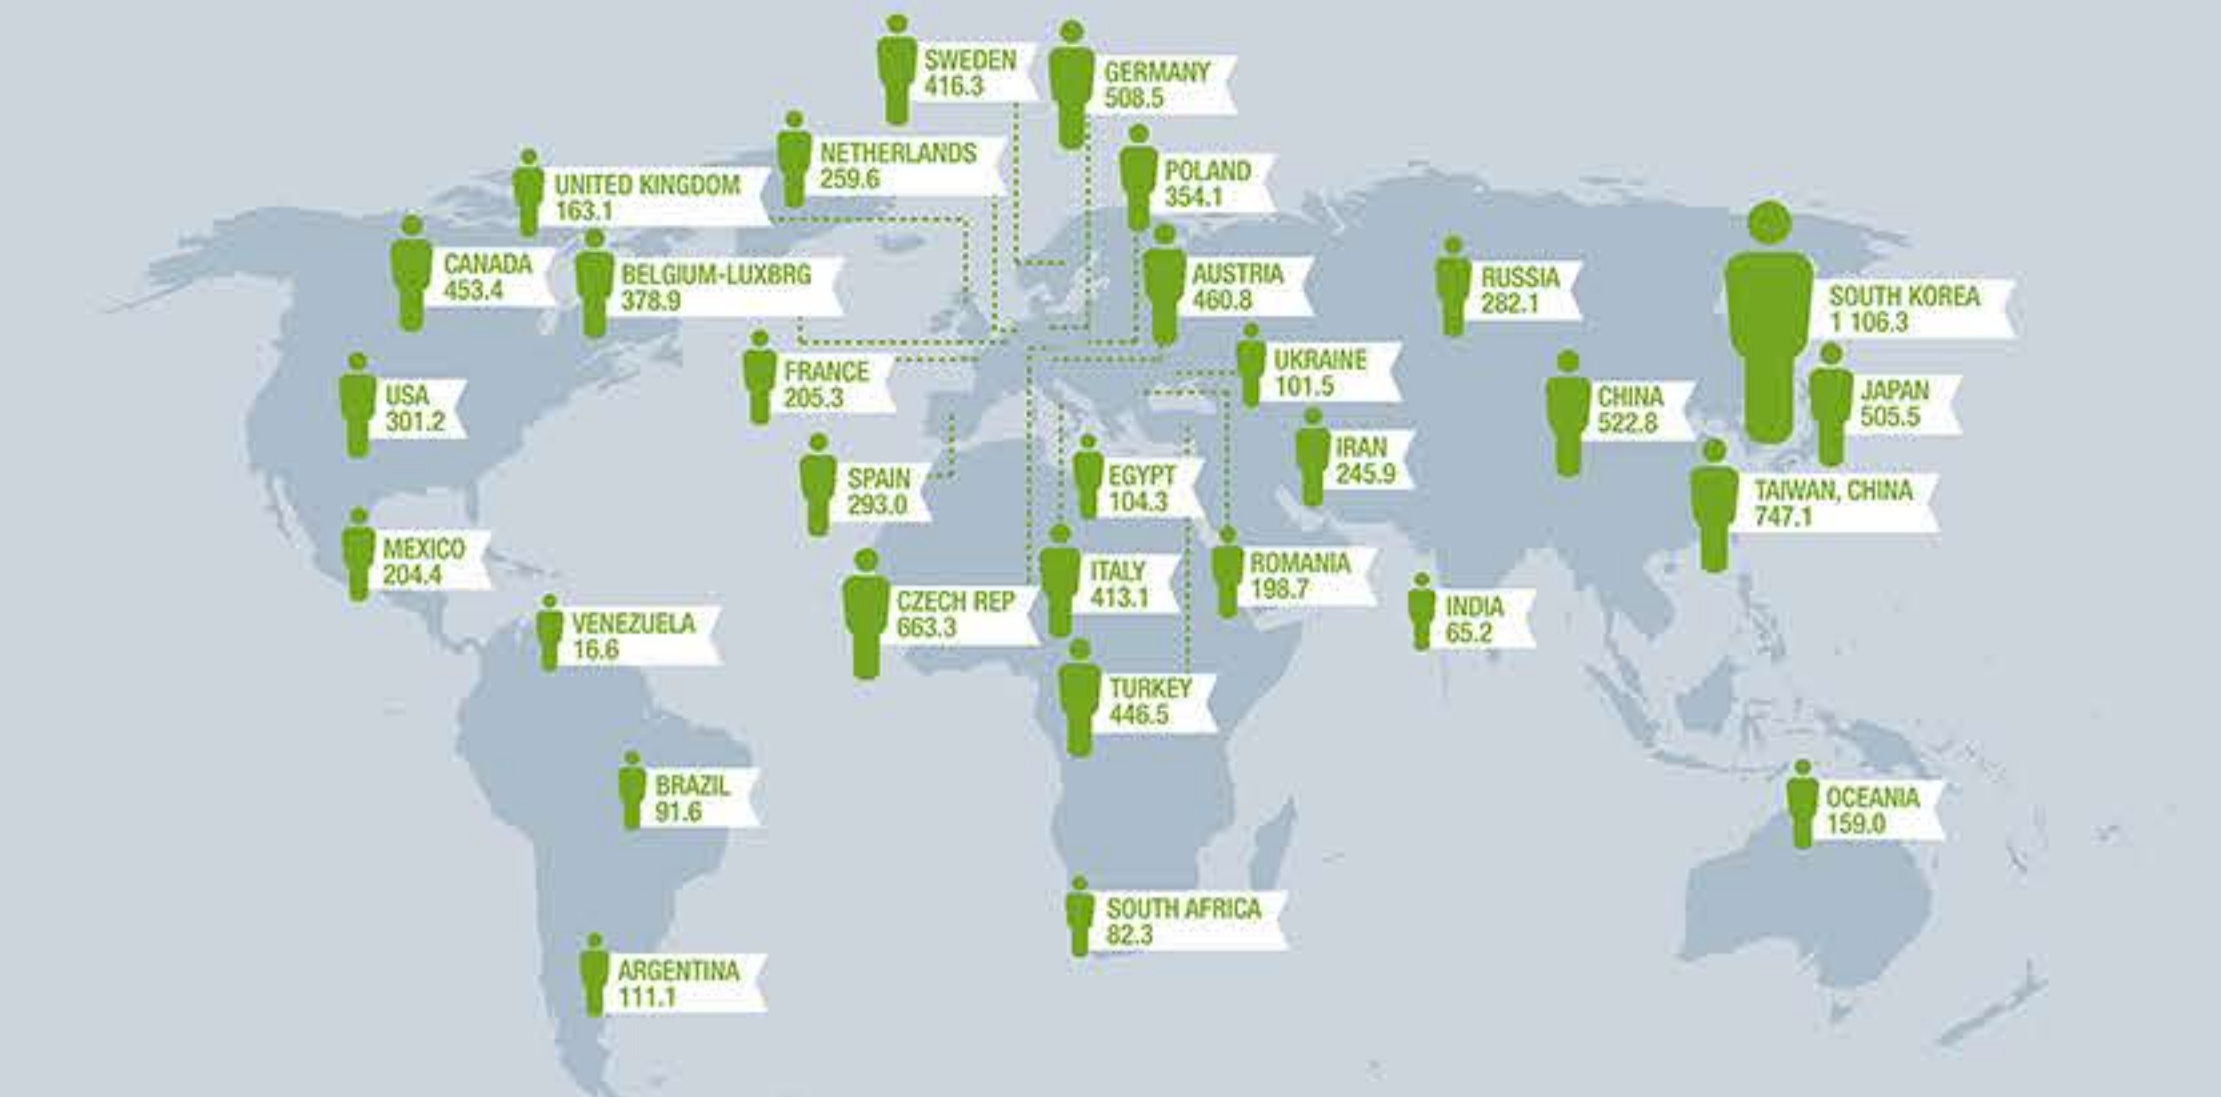 SWEDEN
416.3
GERMANY
508.5
NETHERLANDS
259.6
POLAND
354.1
UNITED KINGDOM
163.1
CANADA
453.4
BELGIUM-LUXBRG
378.9
AUSTRIA
460.8
RUSSIA
282.1
SOUTH KOREA
1 106.3
FRANCE
205.3
UKRAINE
101.5
USA
301.2
CHINA
522.8
JAPAN
505.5
SPAIN
293.0
EGYPT
104.3
IRAN
245.9
TAIWAN, CHINA
747.1
MEXICO
204.4
CZECH REP
663.3
ITALY
413.1
ROMANIA
198.7
INDIA
65.2
VENEZUELA
16.6
TURKEY
446.5
BRAZIL
91.6
OCEANIA
159.0
SOUTH AFRICA
82.3
ARGENTINA
111.1